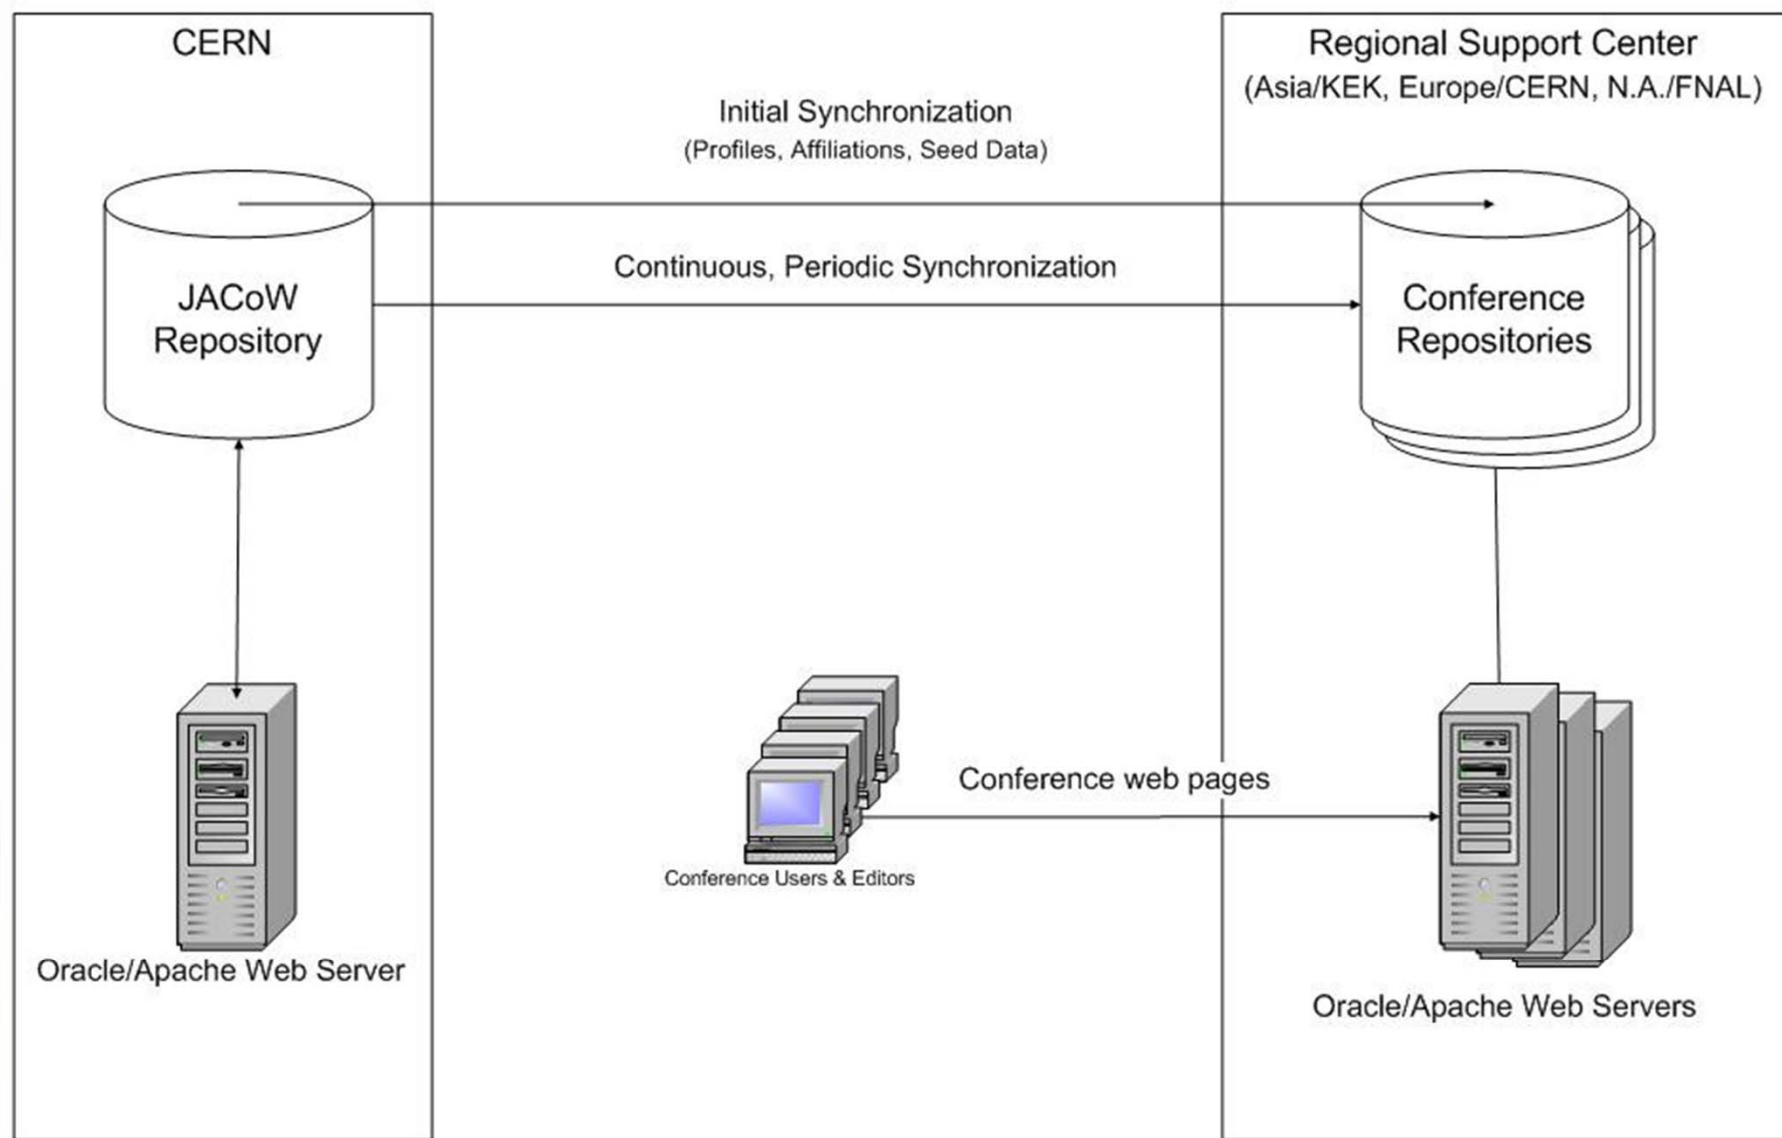 CERN
Regional Support Center
(Asia/KEK, Europe/CERN, N.A./FNAL)
Initial Synchronization
(Profiles, Affiliations, Seed Data)
Continuous, Periodic Synchronization
JACoW
Repository
Conference
Repositories
Conference web pages
Conference Users & Editors
Oracle/Apache Web Server
Oracle/Apache Web Servers